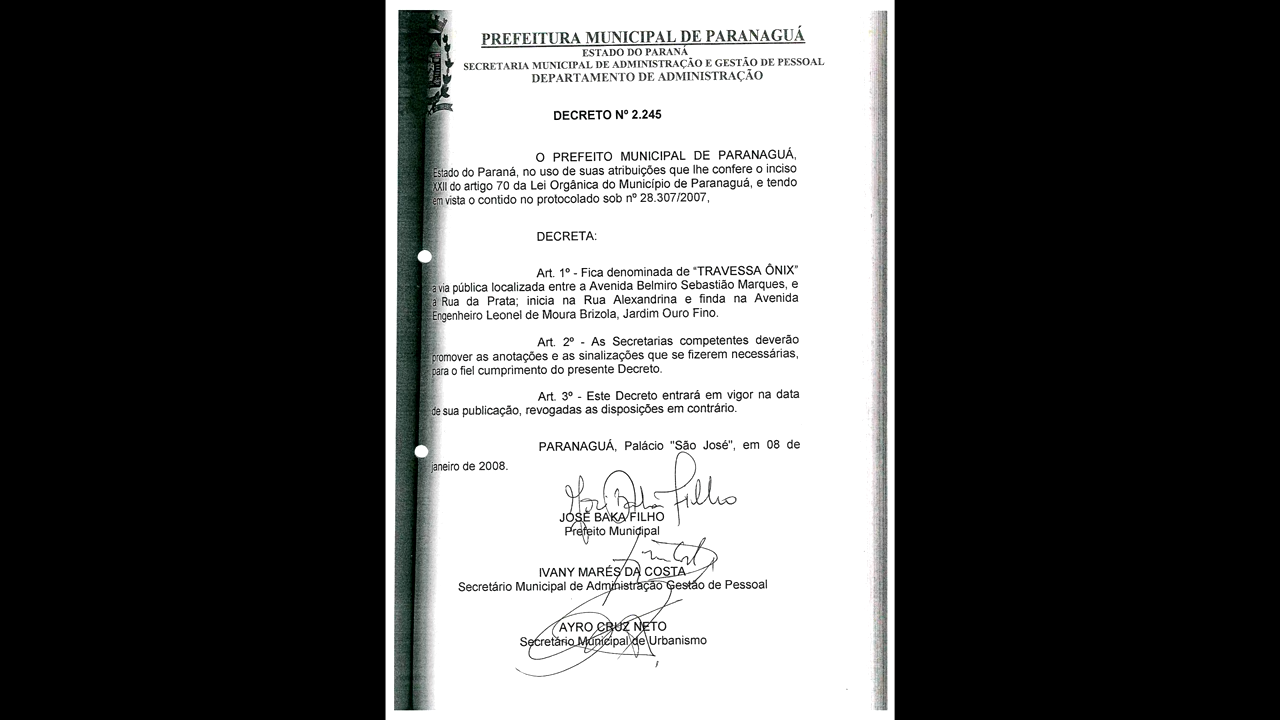 PREFEITURA MUNICIPAL DE PARANAGUÁ
ESTADO DO PARANÁ
SECRETARIA MUNICIPAL DE ADMINISTRAÇÃO E GESTÃO DE PESSOAL
DEPARTAMENTO DE ADMINISTRAÇÃO
DECRETO Nº 2.245
O PREFEITO MUNICIPAL DE PARANAGUÁ,
Estado do Paraná, no uso de suas atribuições que lhe confere o inciso
XXII do artigo 70 da Lei Orgânica do Município de Paranaguá, e tendo
em vista o contido no protocolado sob nº 28.307/2007,
DECRETA:
Art. 1º - Fica denominada de “TRAVESSA ÔNIX”
a via pública localizada entre a Avenida Belmiro Sebastião Marques, e
a Rua da Prata; inicia na Rua Alexandrina e finda na Avenida
Engenheiro Leonel de Moura Brizola, Jardim Ouro Fino.
Art. 2º - As Secretarias competentes deverão
promover as anotações e as sinalizações que se fizerem necessárias,
para o fiel cumprimento do presente Decreto.
Art. 3º - Este Decreto entrará em vigor na data
de sua publicação, revogadas as disposições em contrário.
PARANAGUÁ, Palácio "São José", em 08 de
janeiro de 2008.
José Baka Filho
JOSÉ BAKA FILHO
Prefeito Municipal
IVANY MARÉS DA COSTA
Secretário Municipal de Administração Gestão de Pessoal
AYRO CRUZ NETO
Secretário Municipal de Urbanismo